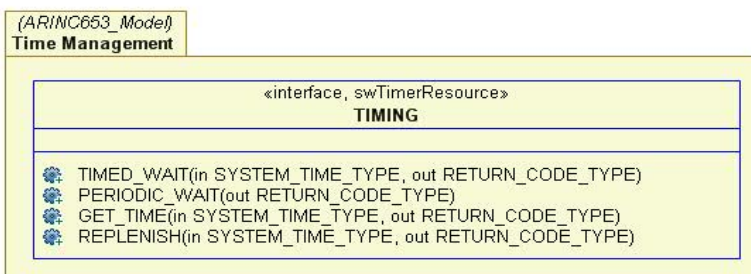 (ARINC653_Model)
Time Management
«interface, swTimerResource»
TIMING
TIMED_WAIT(in SYSTEM_TIME_TYPE, out RETURN_CODE_TYPE)
PERIODIC_WAIT(out RETURN_CODE_TYPE)
GET_TIME(in SYSTEM_TIME_TYPE, out RETURN_CODE_TYPE)
REPLENISH(in SYSTEM_TIME_TYPE, out RETURN_CODE_TYPE)